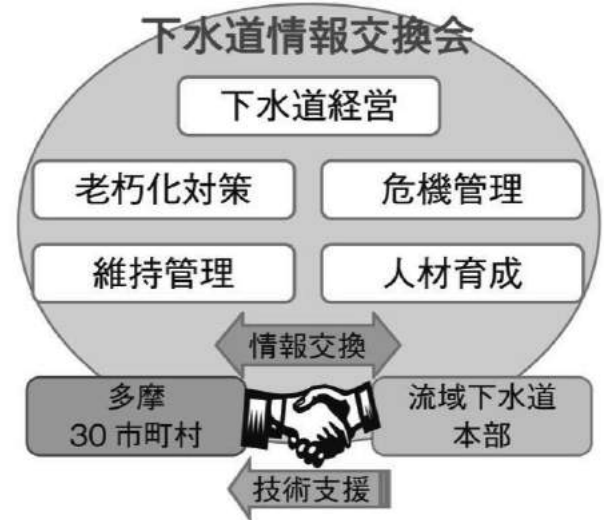 下水道情報交換会
下水道経営
老朽化対策
危機管理
維持管理
人材育成
情報交換
多摩
30市町村
流域下水道
本部
技術支援